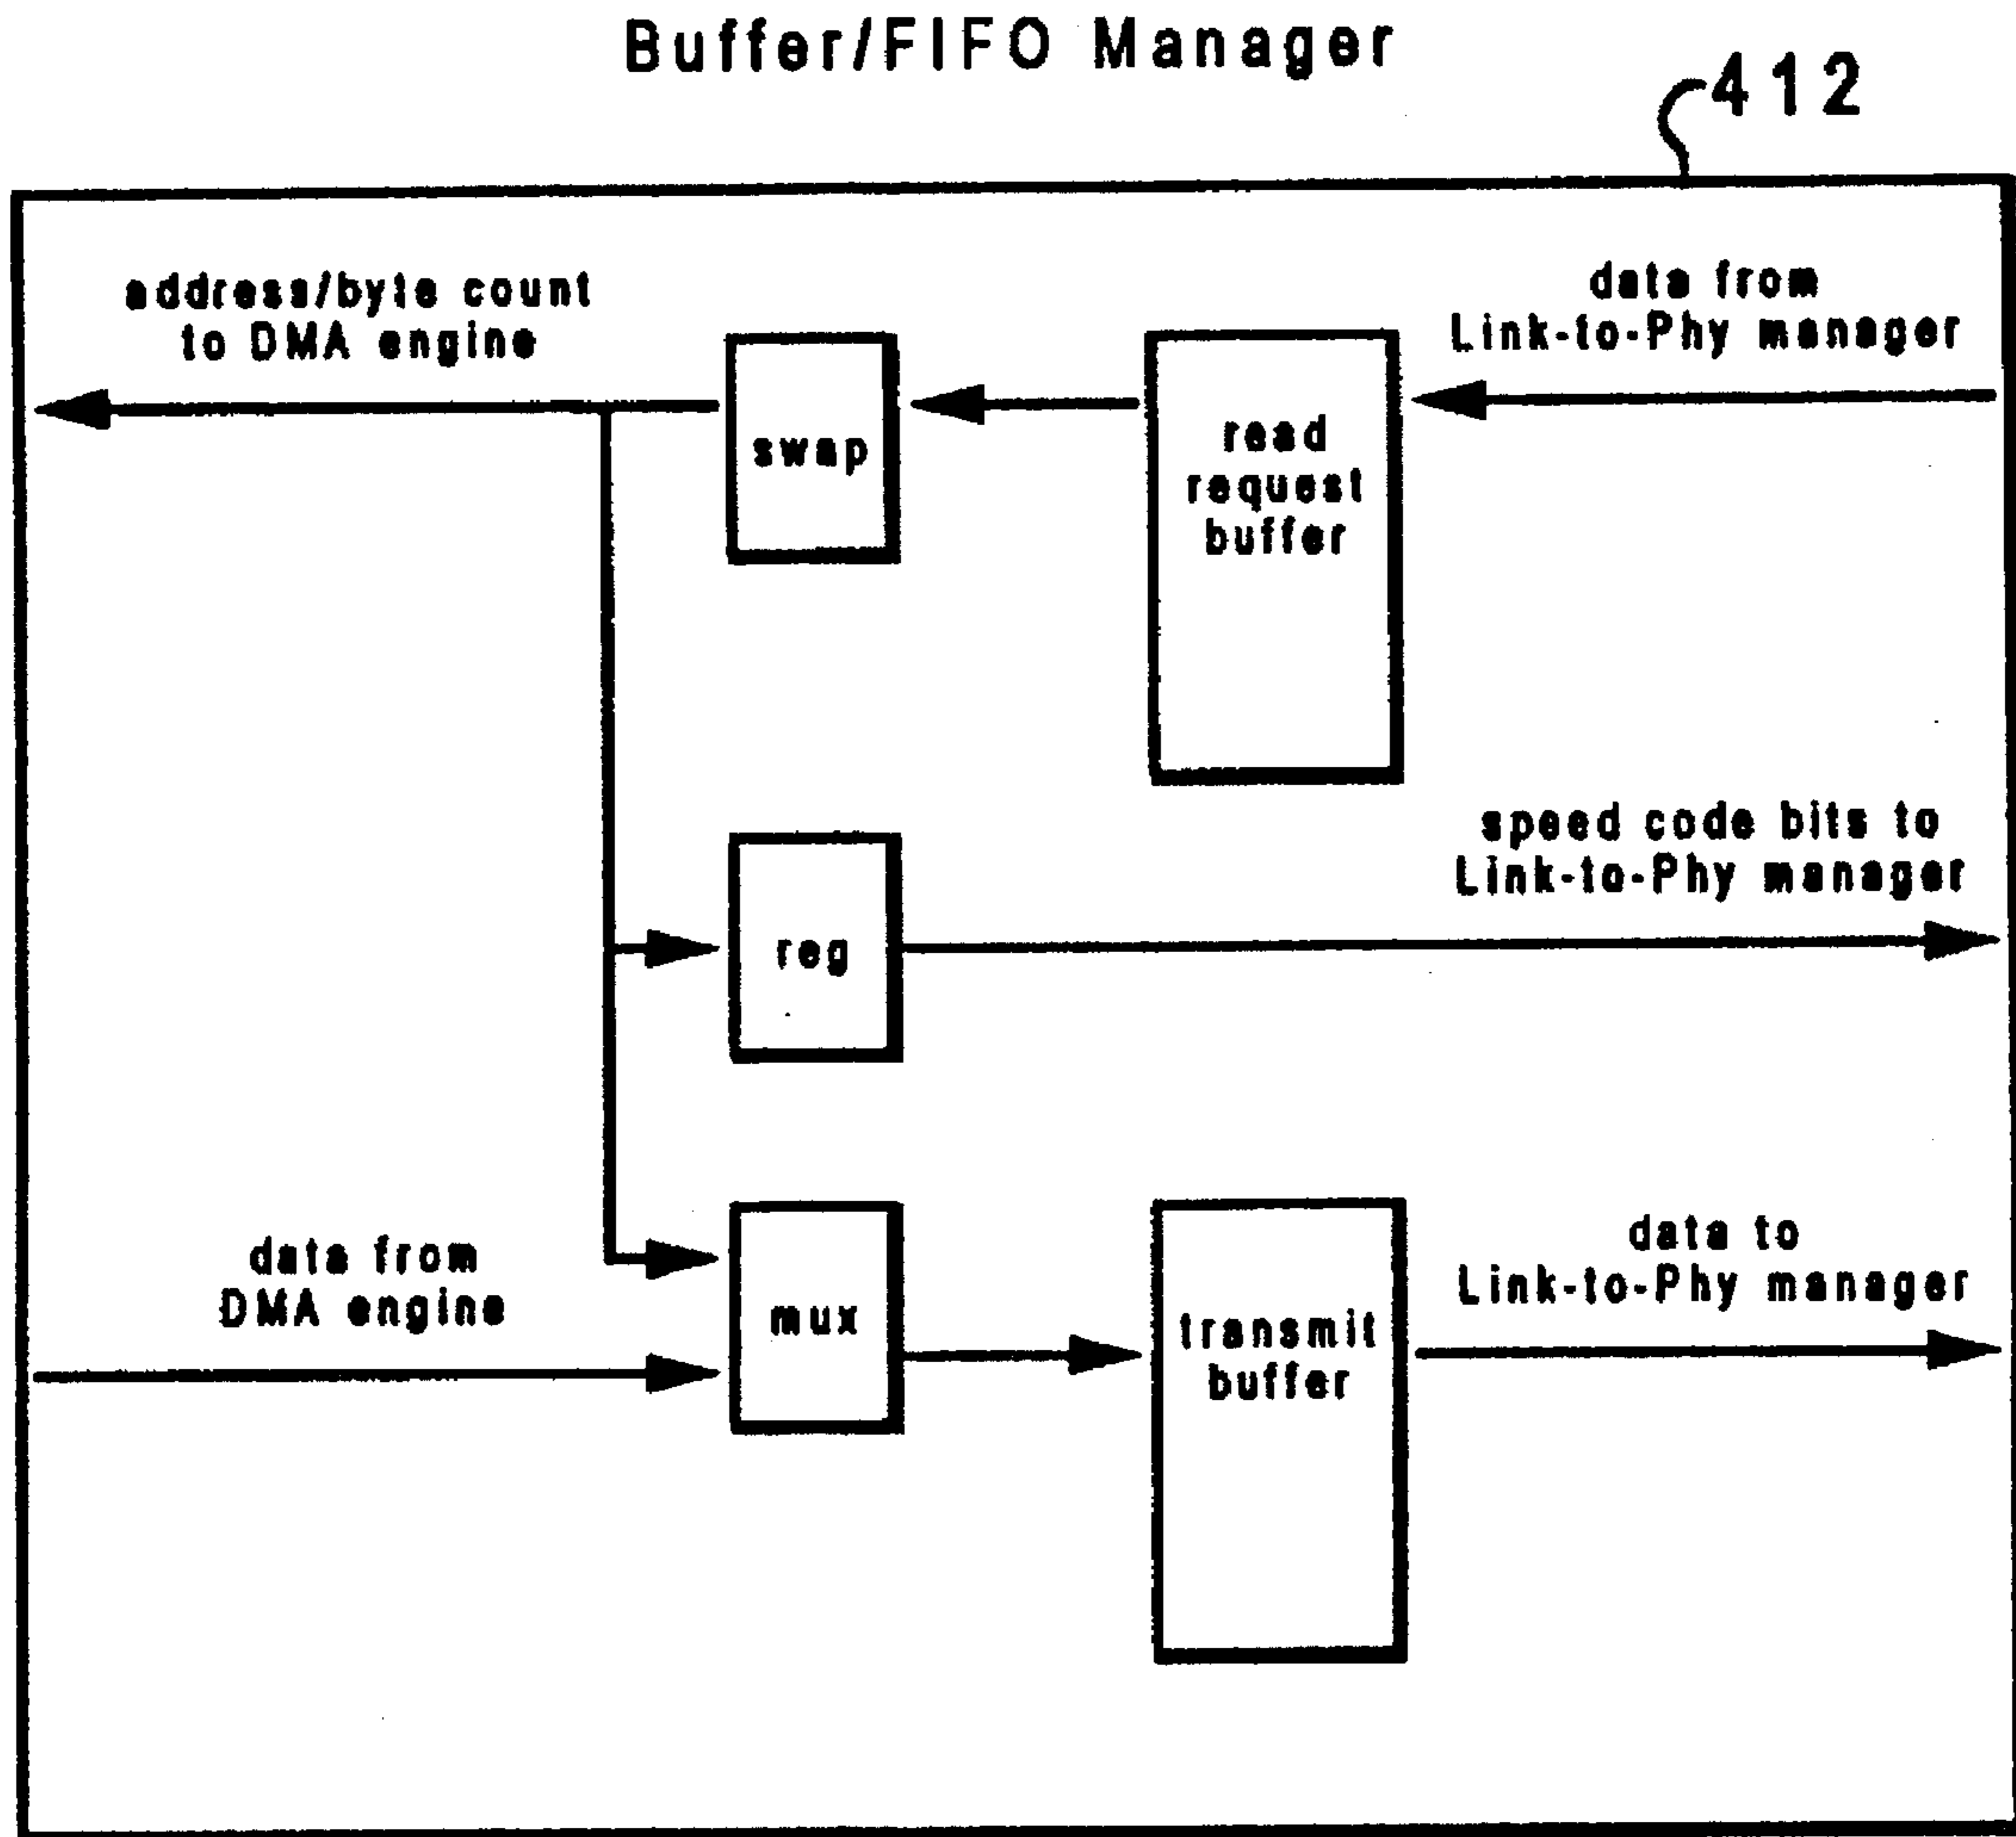 Buffer/FIFO Manager
412
address/byte count
to DMA engine
data from
Link-to-Phy manager
swap
read
request
buffer
speed code bits to
Link-to-Phy manager
reg
data from
DMA engine
mux
transmit
buffer
data to
Link-to-Phy manager